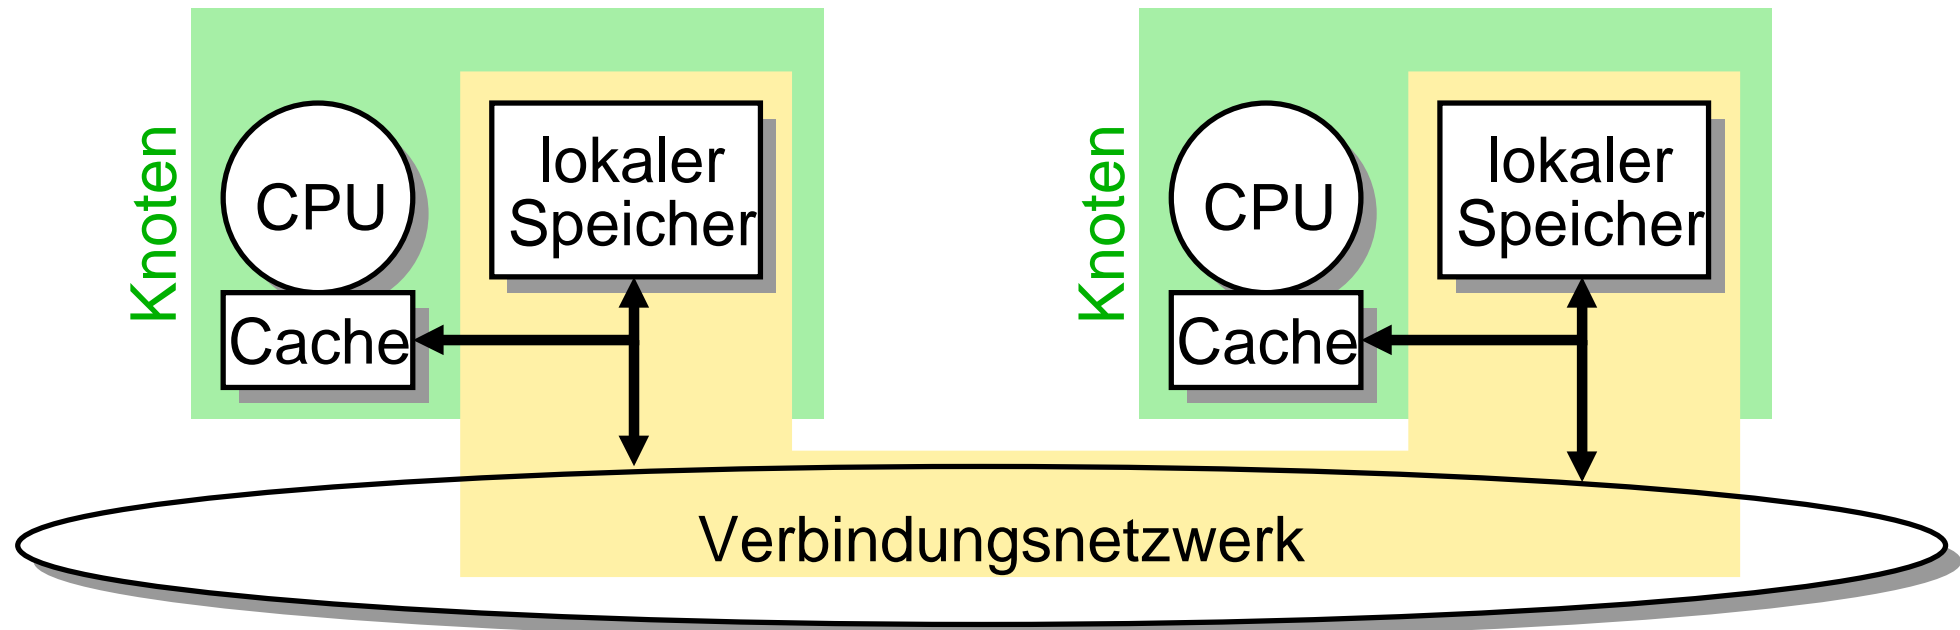 Knoten
CPU
lokaler
Speicher
Cache
Knoten
CPU
lokaler
Speicher
Cache
Verbindungsnetzwerk